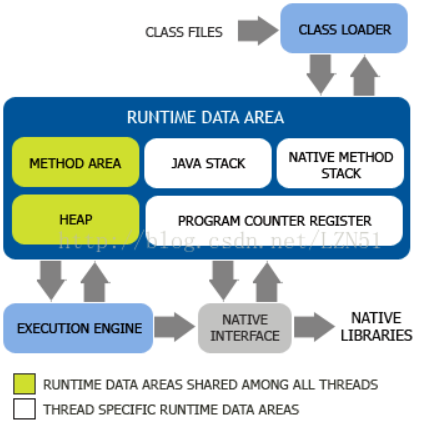 CLASS FILES
CLASS LOADER
RUNTIME DATA AREA
METHOD AREA
JAVA STACK
NATIVE METHOD
STACK
HEAP
PROGRAM COUNTER REGISTER
http://blog.csdn.net/LZN51
EXECUTION ENGINE
NATIVE
INTERFACE
NATIVE
LIBRARIES
RUNTIME DATA AREAS SHARED AMONG ALL THREADS
THREAD SPECIFIC RUNTIME DATA AREAS